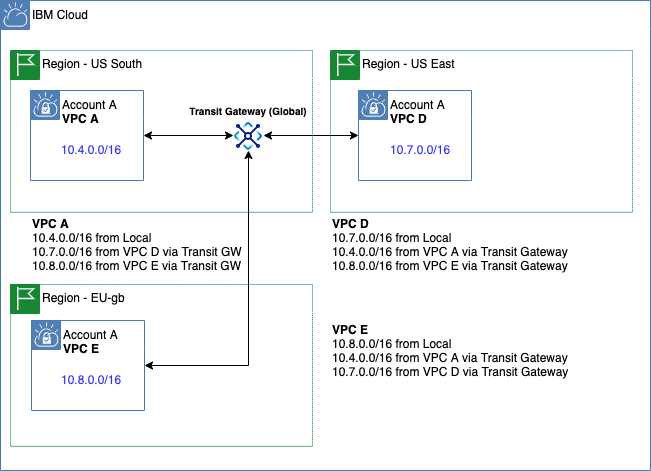 IBM Cloud
Region - US South
Account A
VPC A
10.4.0.0/16
Transit Gateway (Global)
Region - US East
Account A
VPC D
10.7.0.0/16
VPC A
10.4.0.0/16 from Local
10.7.0.0/16 from VPC D via Transit GW
10.8.0.0/16 from VPC E via Transit GW
VPC D
10.7.0.0/16 from Local
10.4.0.0/16 from VPC A via Transit Gateway
10.8.0.0/16 from VPC E via Transit Gateway
Region - EU-gb
Account A
VPC E
10.8.0.0/16
VPC E
10.8.0.0/16 from Local
10.4.0.0/16 from VPC A via Transit Gateway
10.7.0.0/16 from VPC D via Transit Gateway